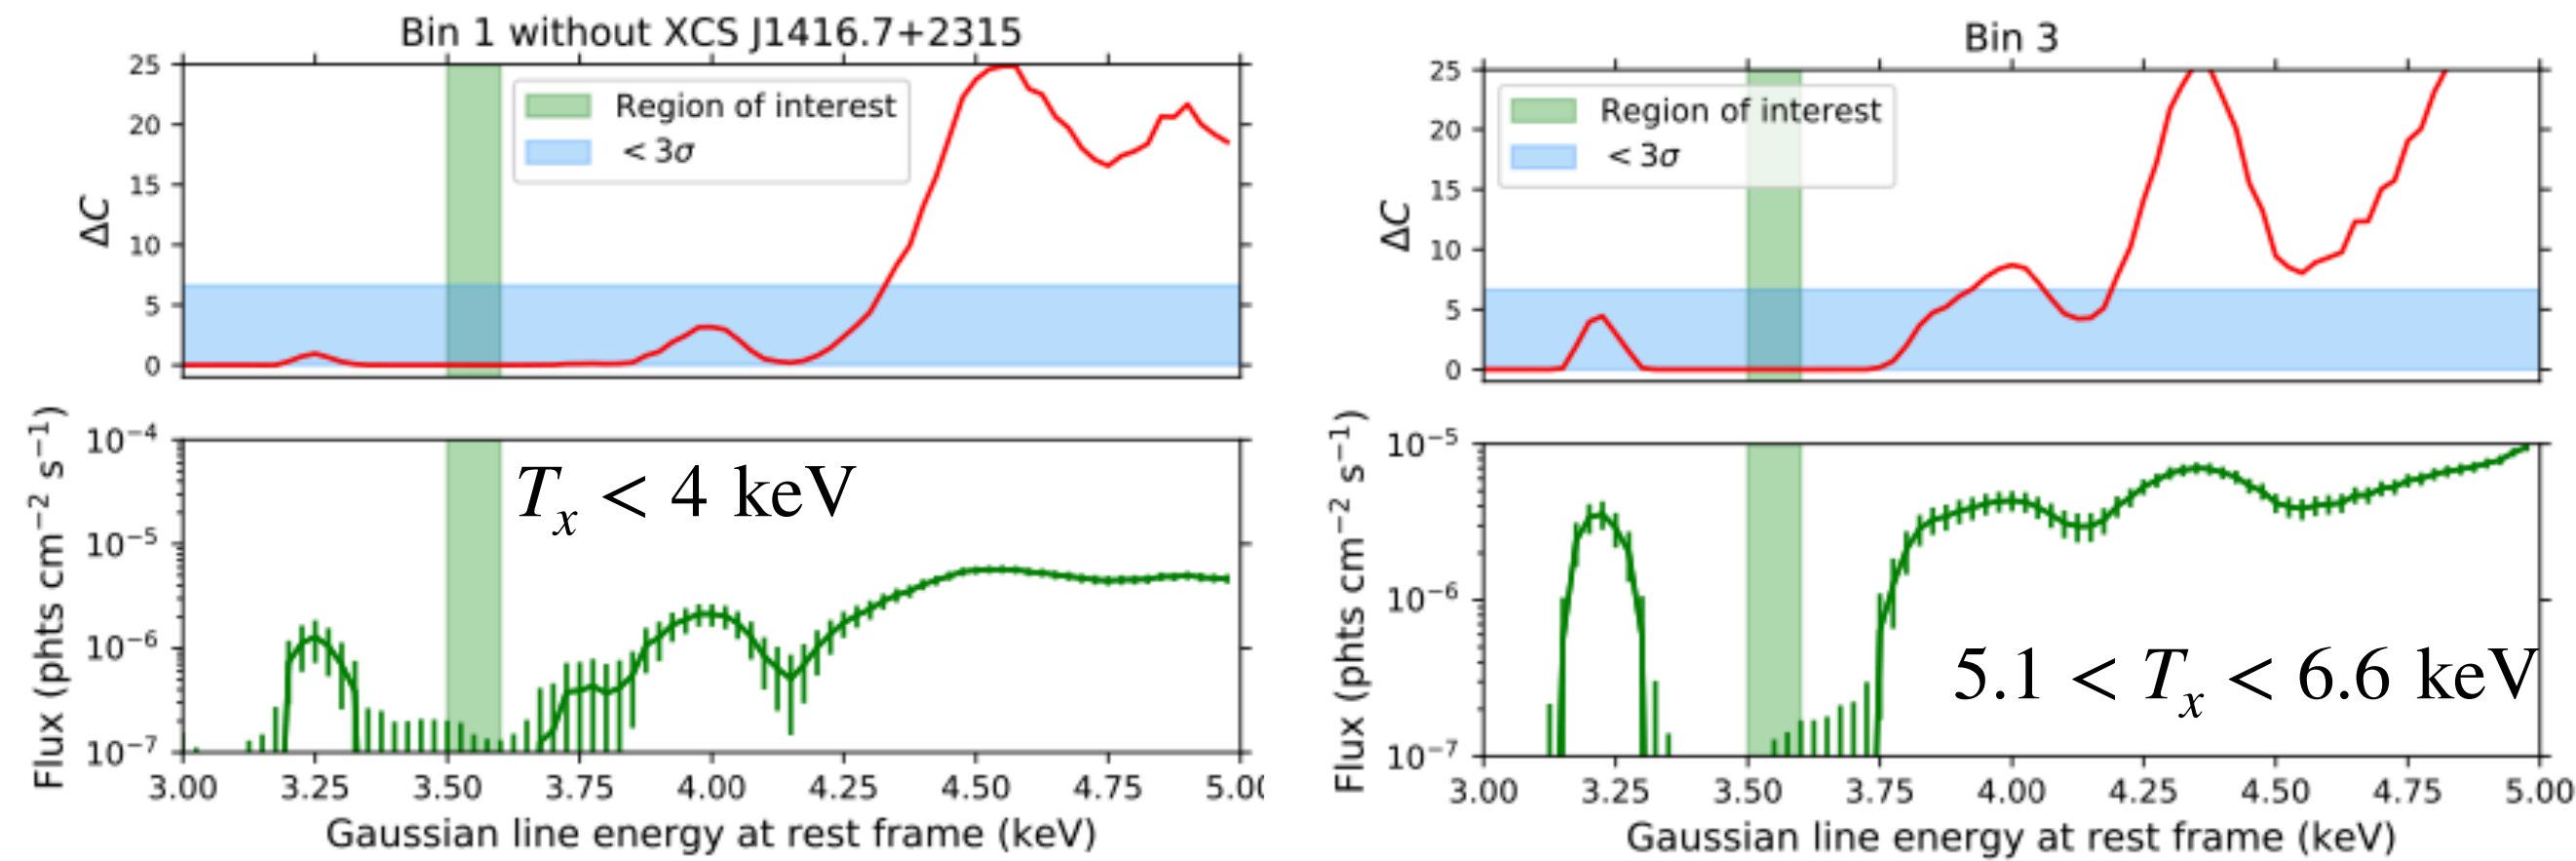 Bin 1 without XCS J1416.7+2315
25
20
15
10
5
0
ΔC
Region of interest
< 3σ
10⁻⁴
10⁻⁵
10⁻⁶
10⁻⁷
Flux (phts cm⁻² s⁻¹)
Tₓ < 4 keV
3.00 3.25 3.50 3.75 4.00 4.25 4.50 4.75 5.00
Gaussian line energy at rest frame (keV)
Bin 3
25
20
15
10
5
0
ΔC
Region of interest
< 3σ
10⁻⁵
10⁻⁶
10⁻⁷
Flux (phts cm⁻² s⁻¹)
5.1 < Tₓ < 6.6 keV
3.00 3.25 3.50 3.75 4.00 4.25 4.50 4.75 5.00
Gaussian line energy at rest frame (keV)